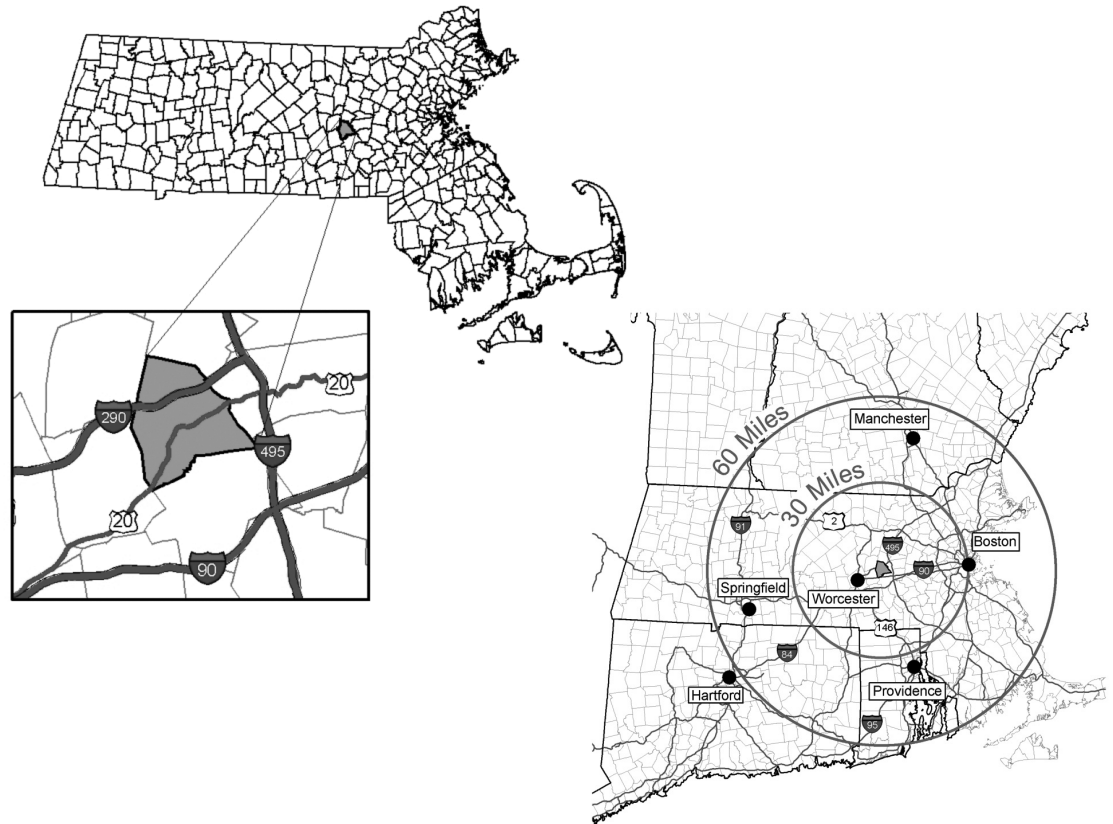 20
290
495
20
90
60 Miles
Manchester
30 Miles
91
2
495
Boston
90
Springfield
Worcester
146
84
Hartford
Providence
95